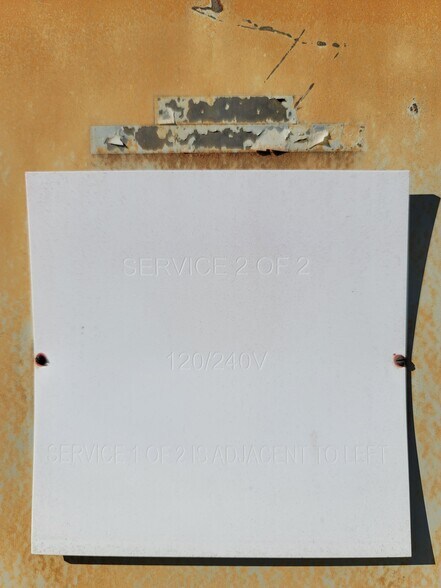 SERVICE 2 OF 2
120/240V
SERVICE 1 OF 2 IS ADJACENT TO LEFT